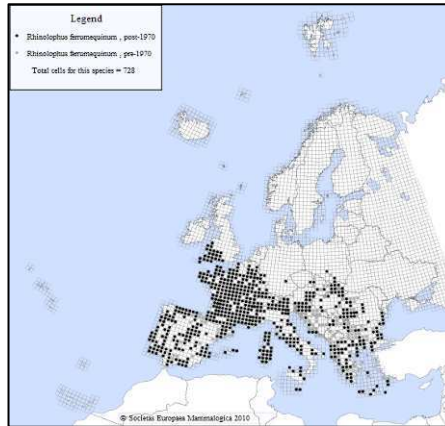 Legend
Rhinolophus ferrumequinum , post-1970
Rhinolophus ferrumequinum , pre-1970
Total cells for this species = 728
© Societas Europaea Mammalogica 2010